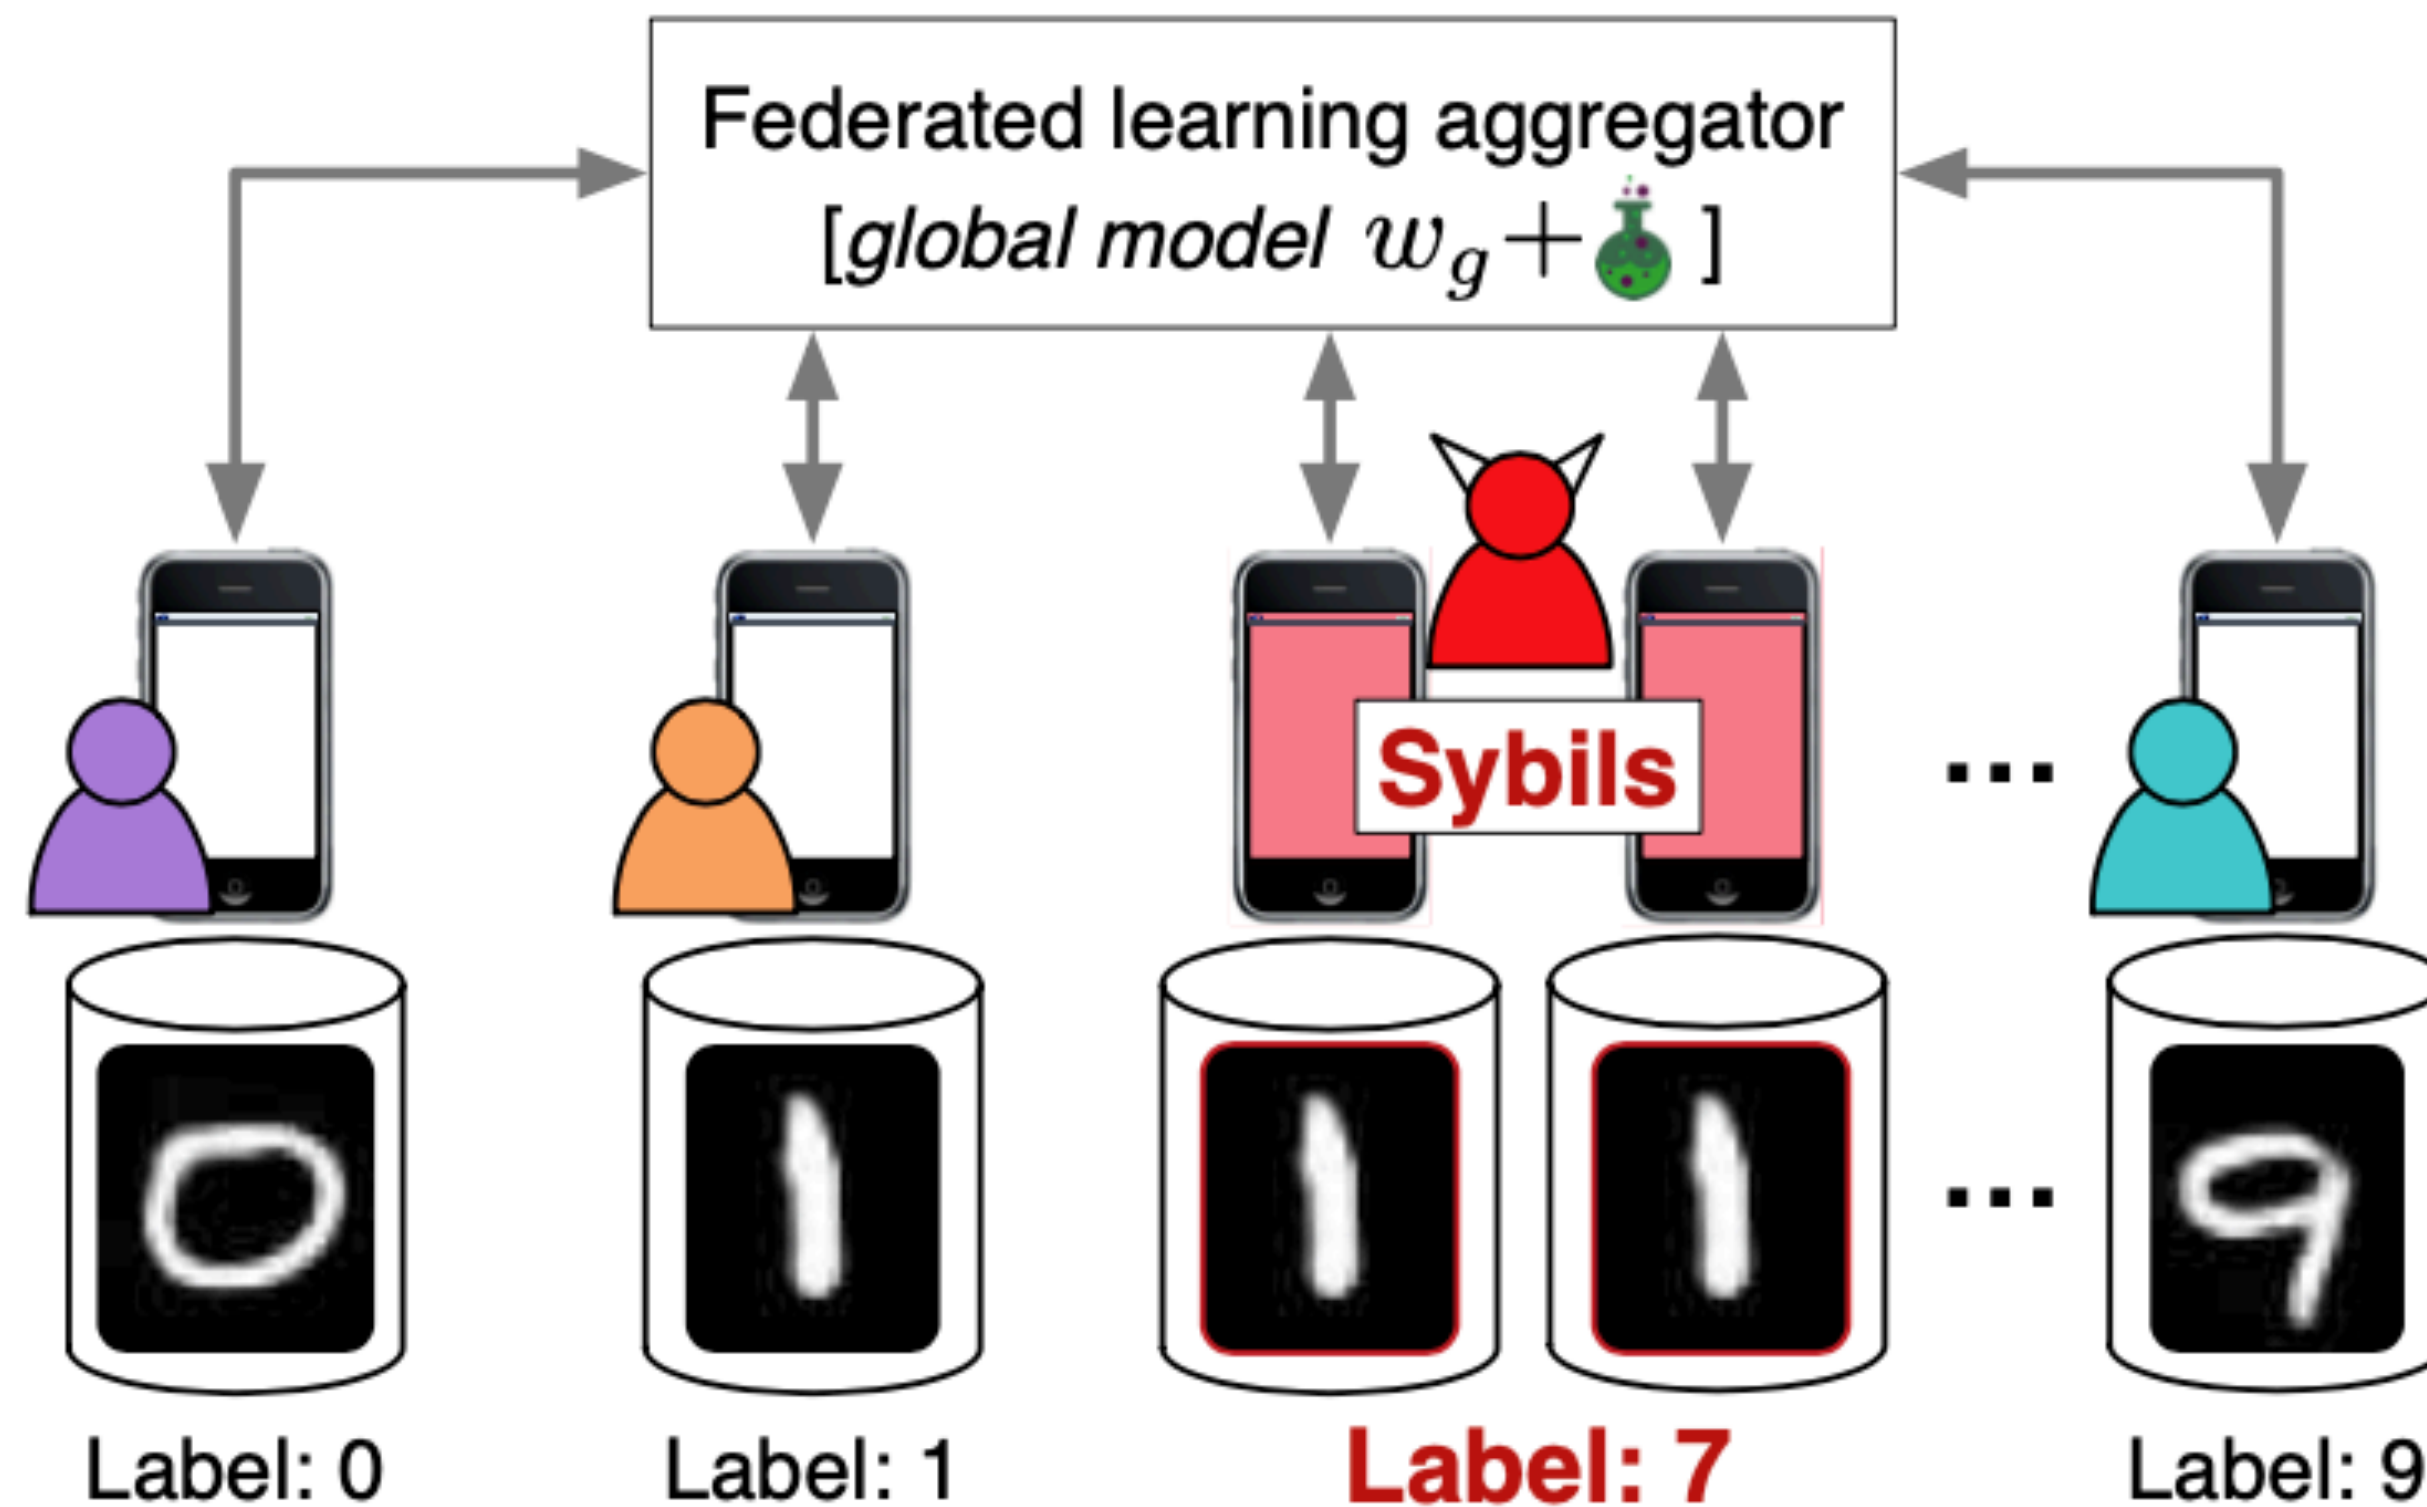 Federated learning aggregator
[global model w_g+ ]
Sybils
...
...
Label: 0
Label: 1
Label: 7
Label: 9